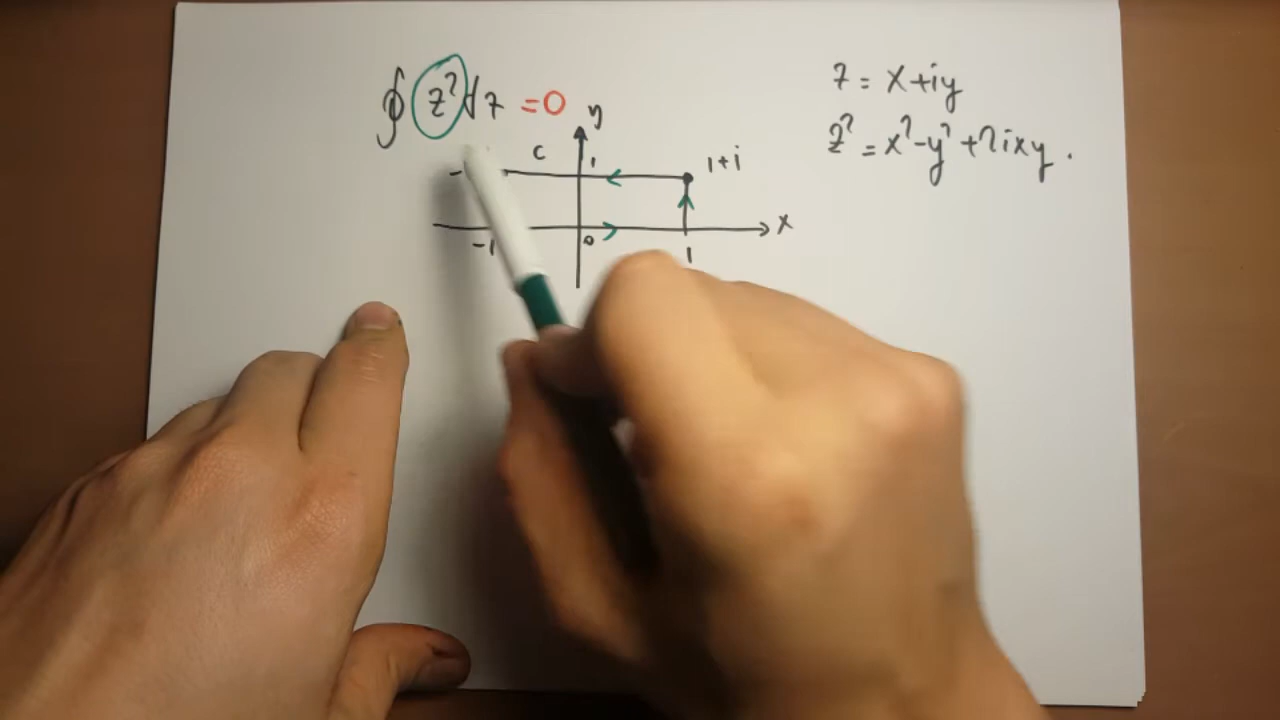 ∮ z² dz = 0
z = x+iy
z² = x²-y²+2ixy.
y
C
1
1+i
x
-1
0
1